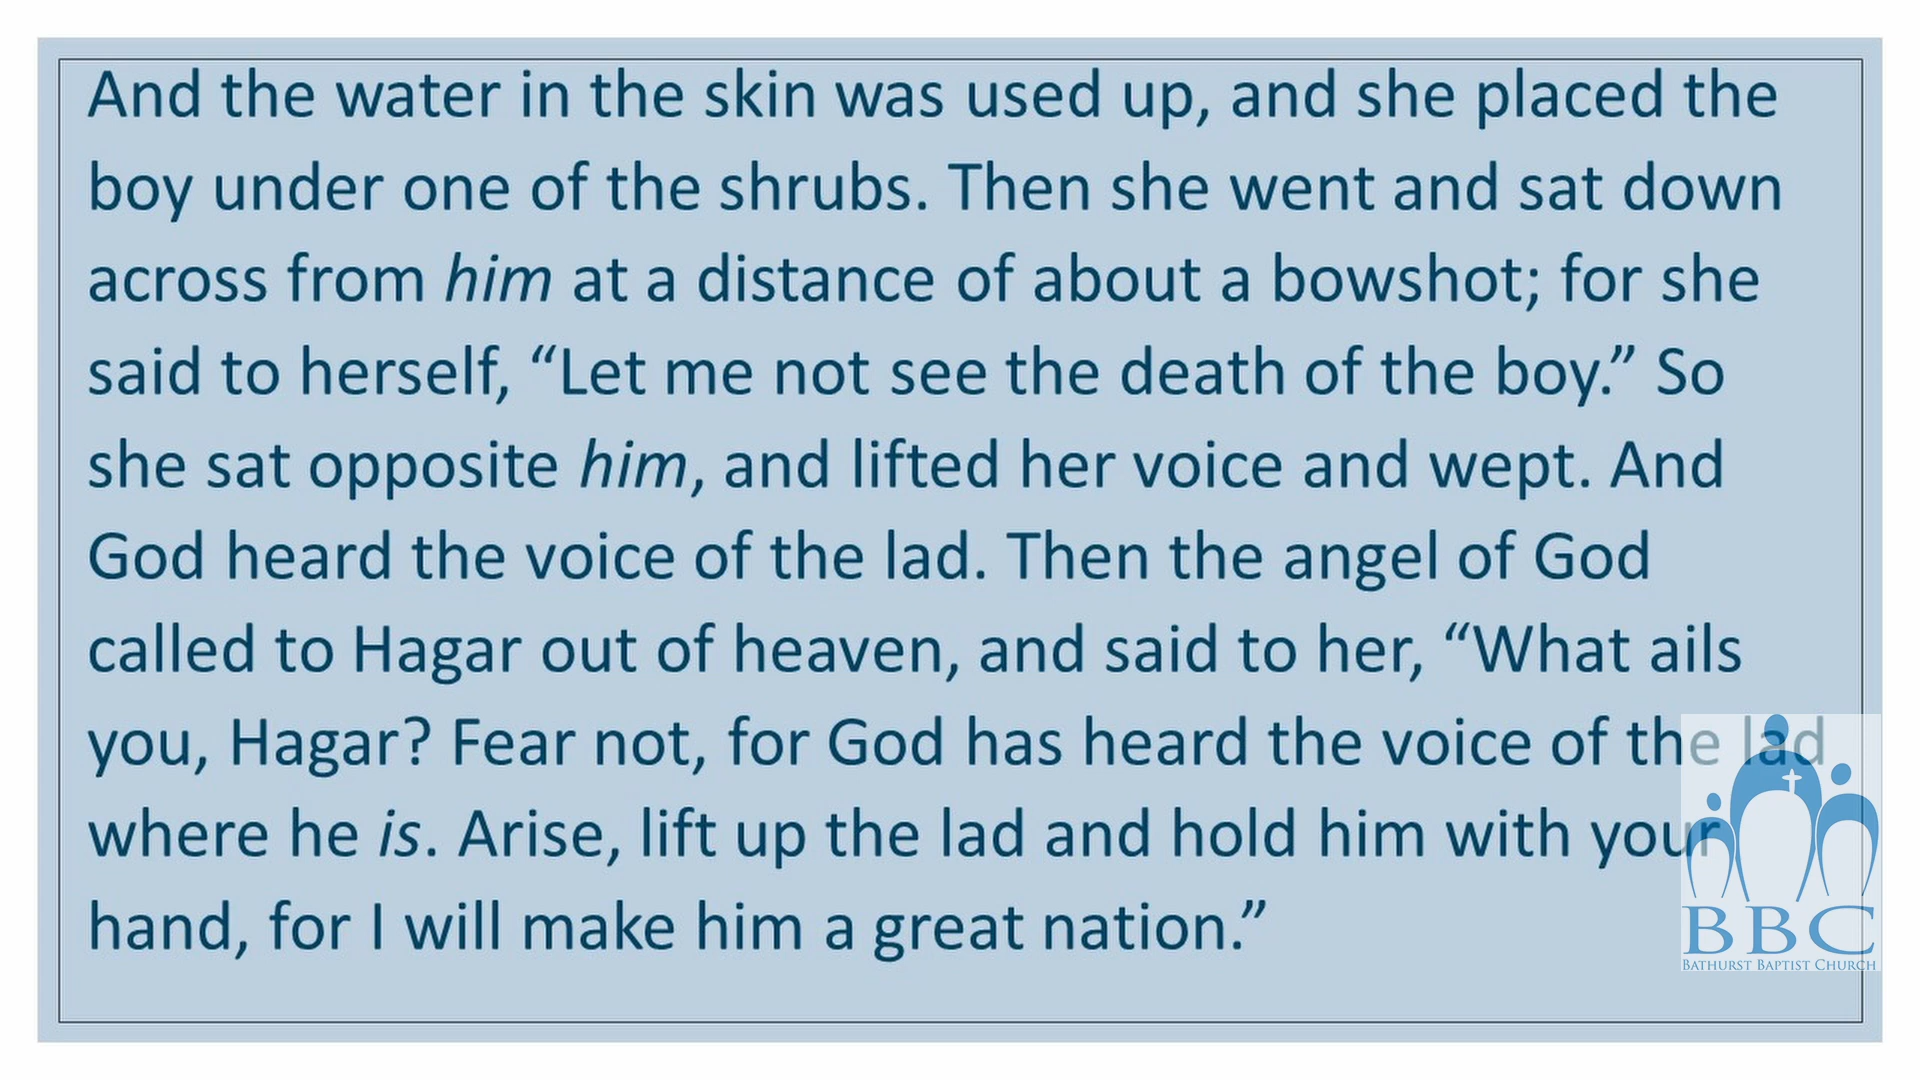 And the water in the skin was used up, and she placed the
boy under one of the shrubs. Then she went and sat down
across from him at a distance of about a bowshot; for she
said to herself, “Let me not see the death of the boy.” So
she sat opposite him, and lifted her voice and wept. And
God heard the voice of the lad. Then the angel of God
called to Hagar out of heaven, and said to her, “What ails
you, Hagar? Fear not, for God has heard the voice of the lad
where he is. Arise, lift up the lad and hold him with your
hand, for I will make him a great nation.”
BBC
BATHURST BAPTIST CHURCH